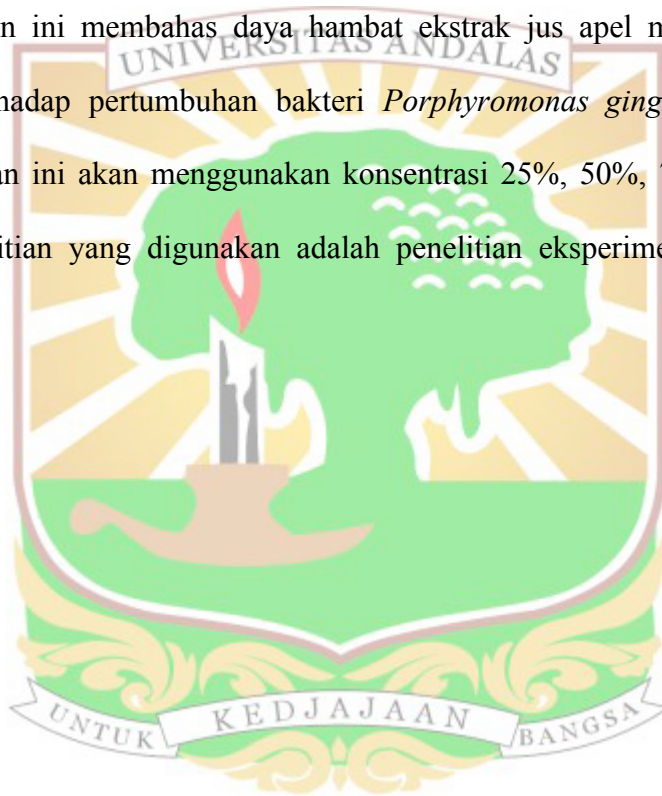 n ini membahas daya hambat ekstrak jus apel
UNIVERSITAS ANDALAS
hadap pertumbuhan bakteri Porphyromonas ging
an ini akan menggunakan konsentrasi 25%, 50%,
itian yang digunakan adalah penelitian eksperime
UNTUK KEDJAJAAN BANGSA